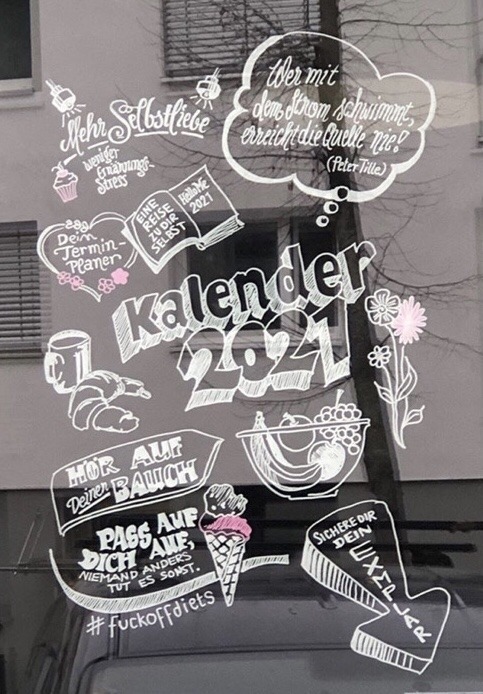 Wer mit
dem Strom schwimmt,
erreicht die Quelle nie!
(Peter Tille)
Mehr Selbstliebe
weniger
Ernährungs-
stress
EINE
REISE
ZU DIR
SELBST
Hello Me
2021
Dein
Termin-
Planer
Kalender
2021
HÖR AUF
Deinen BAUCH
PASS AUF
DICH AUF,
NIEMAND ANDERS
TUT ES SONST.
#fuckoffdiets
SICHERE DIR
DEIN
EXEMPLAR